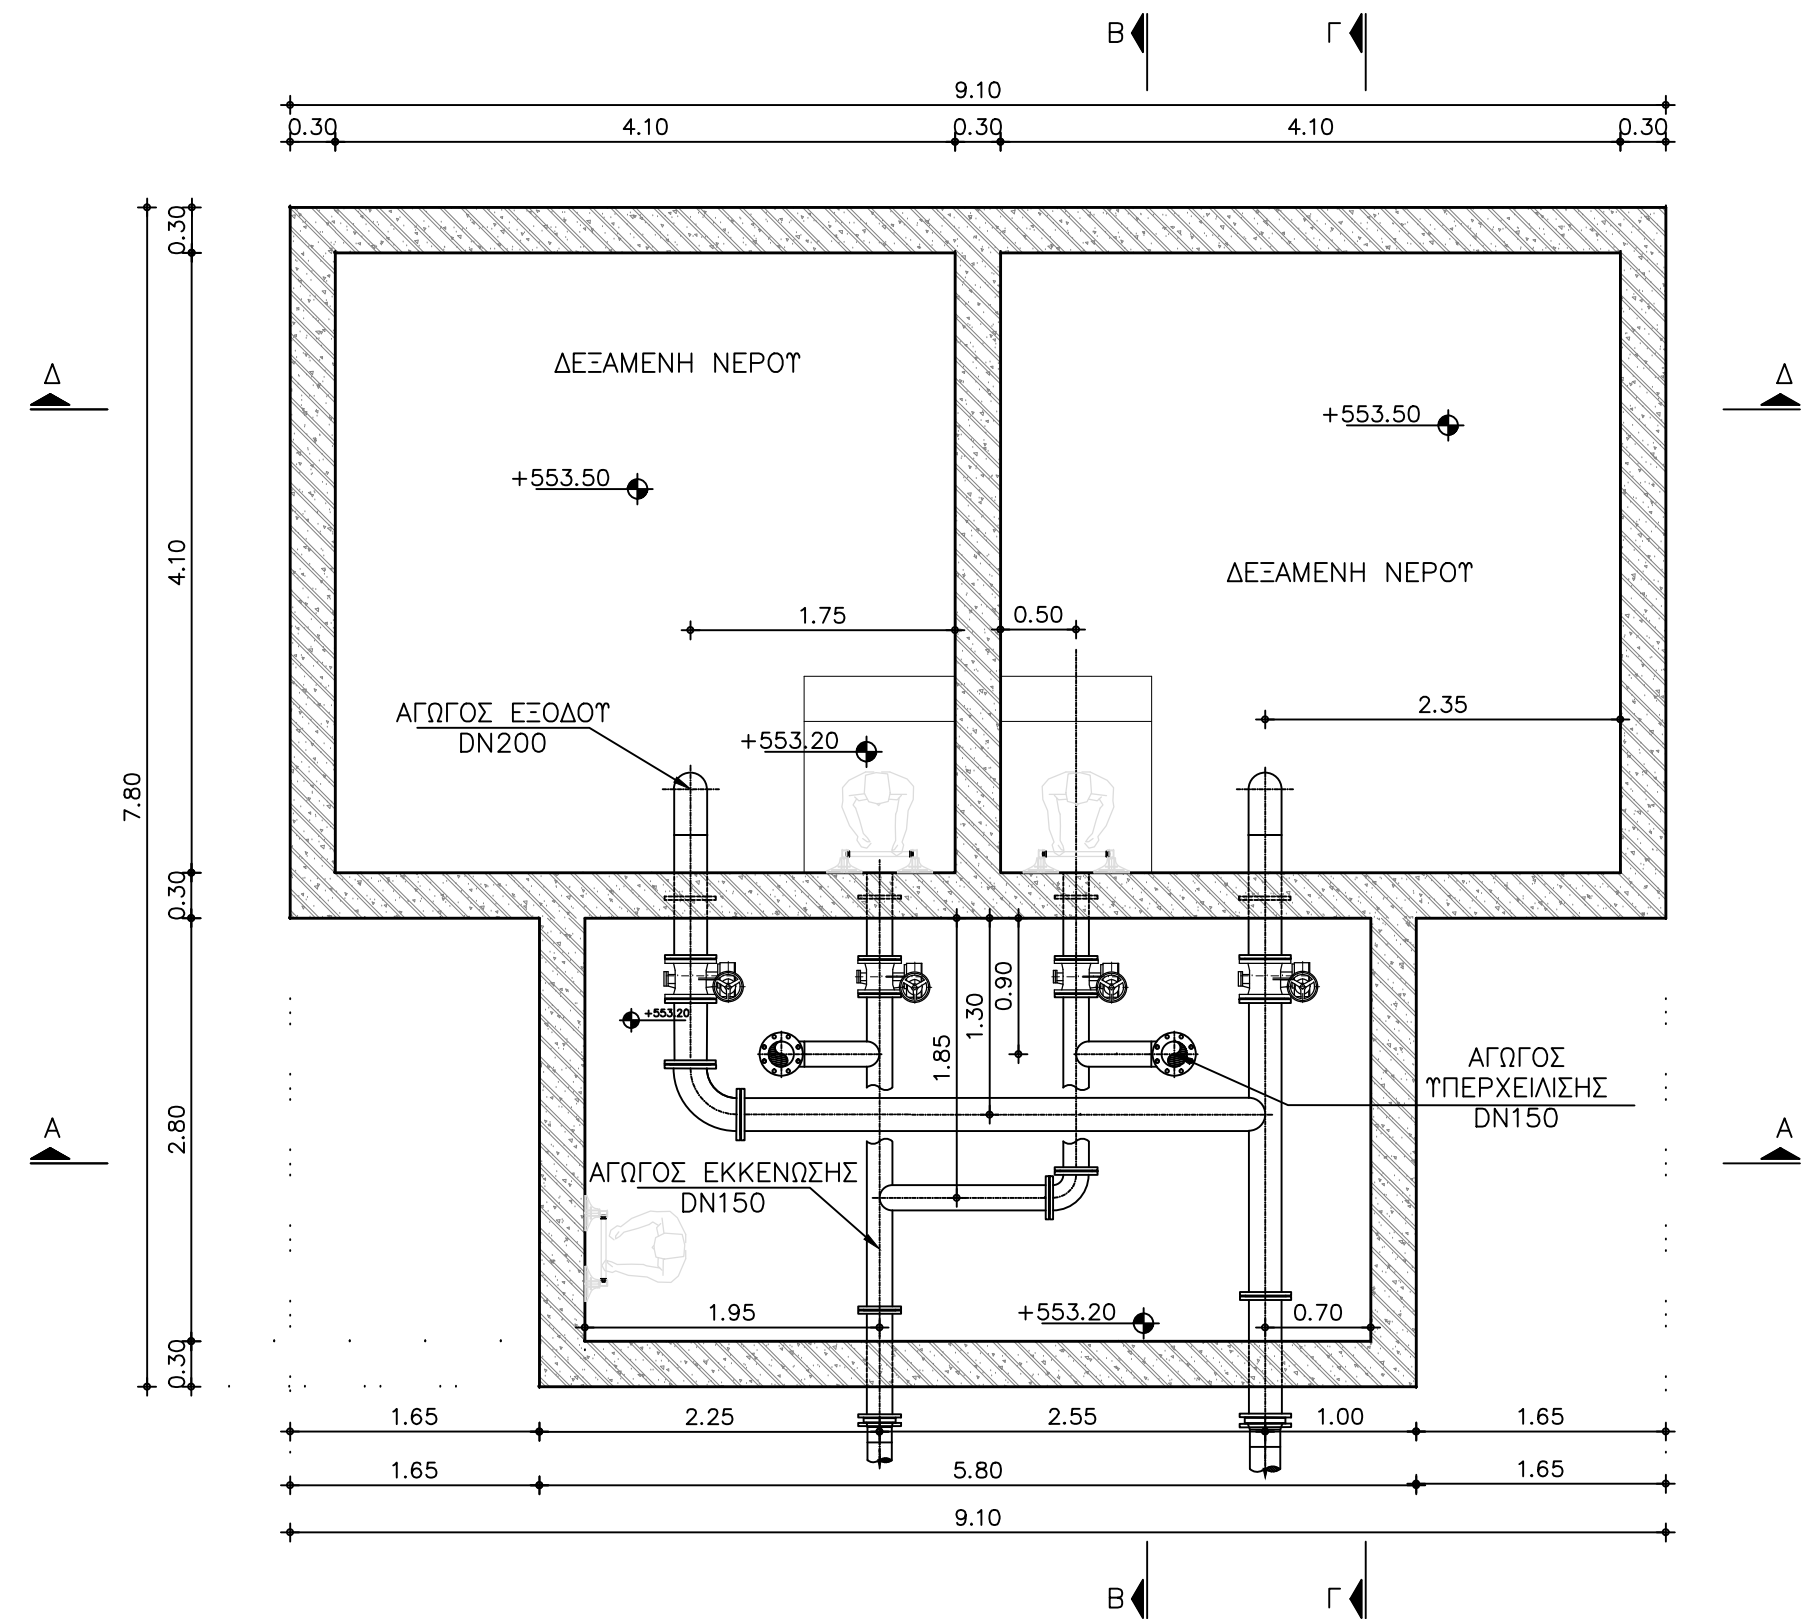 Β Γ
9.10
0.30 4.10 0.30 4.10 0.30
0.30
ΔΕΞΑΜΕΝΗ ΝΕΡΟΥ
Δ Δ
+553.50
+553.50
4.10
ΔΕΞΑΜΕΝΗ ΝΕΡΟΥ
1.75 0.50
2.35
ΑΓΩΓΟΣ ΕΞΟΔΟΥ
DN200
+553.20
7.80
0.30
0.90
1.30
1.85
+553.20
ΑΓΩΓΟΣ
ΥΠΕΡΧΕΙΛΙΣΗΣ
DN150
2.80
Α Α
ΑΓΩΓΟΣ ΕΚΚΕΝΩΣΗΣ
DN150
1.95 +553.20 0.70
0.30
1.65 2.25 2.55 1.00 1.65
1.65 5.80 1.65
9.10
Β Γ